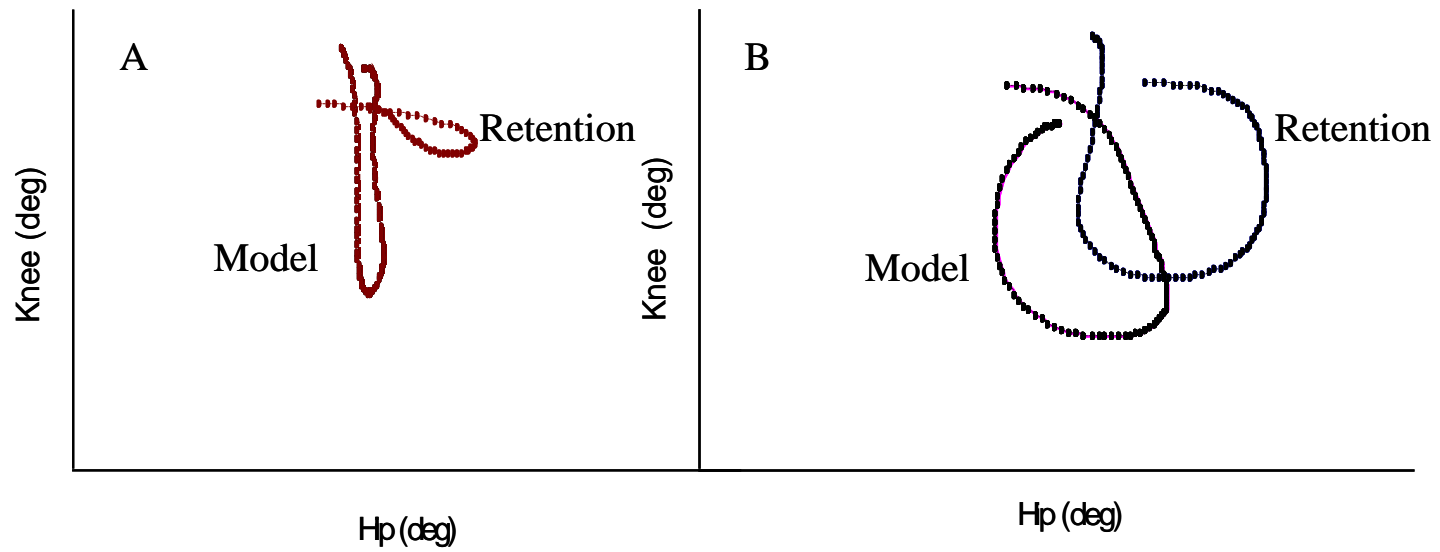 A
Retention
Model
Knee (deg)
Hp (deg)
B
Retention
Model
Knee (deg)
Hp (deg)